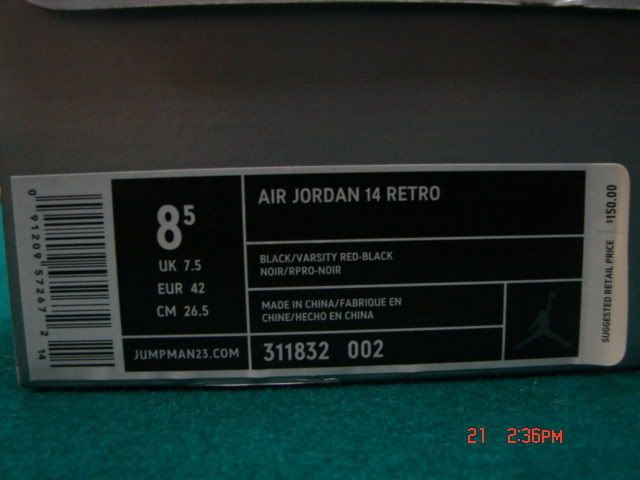 0 91209 57267 2 14
8⁵
UK 7.5
EUR 42
CM 26.5
JUMPMAN23.COM
AIR JORDAN 14 RETRO
BLACK/VARSITY RED-BLACK
NOIR/RPRO-NOIR
MADE IN CHINA/FABRIQUE EN
CHINE/HECHO EN CHINA
311832 002
SUGGESTED RETAIL PRICE $150.00
21 2:36PM